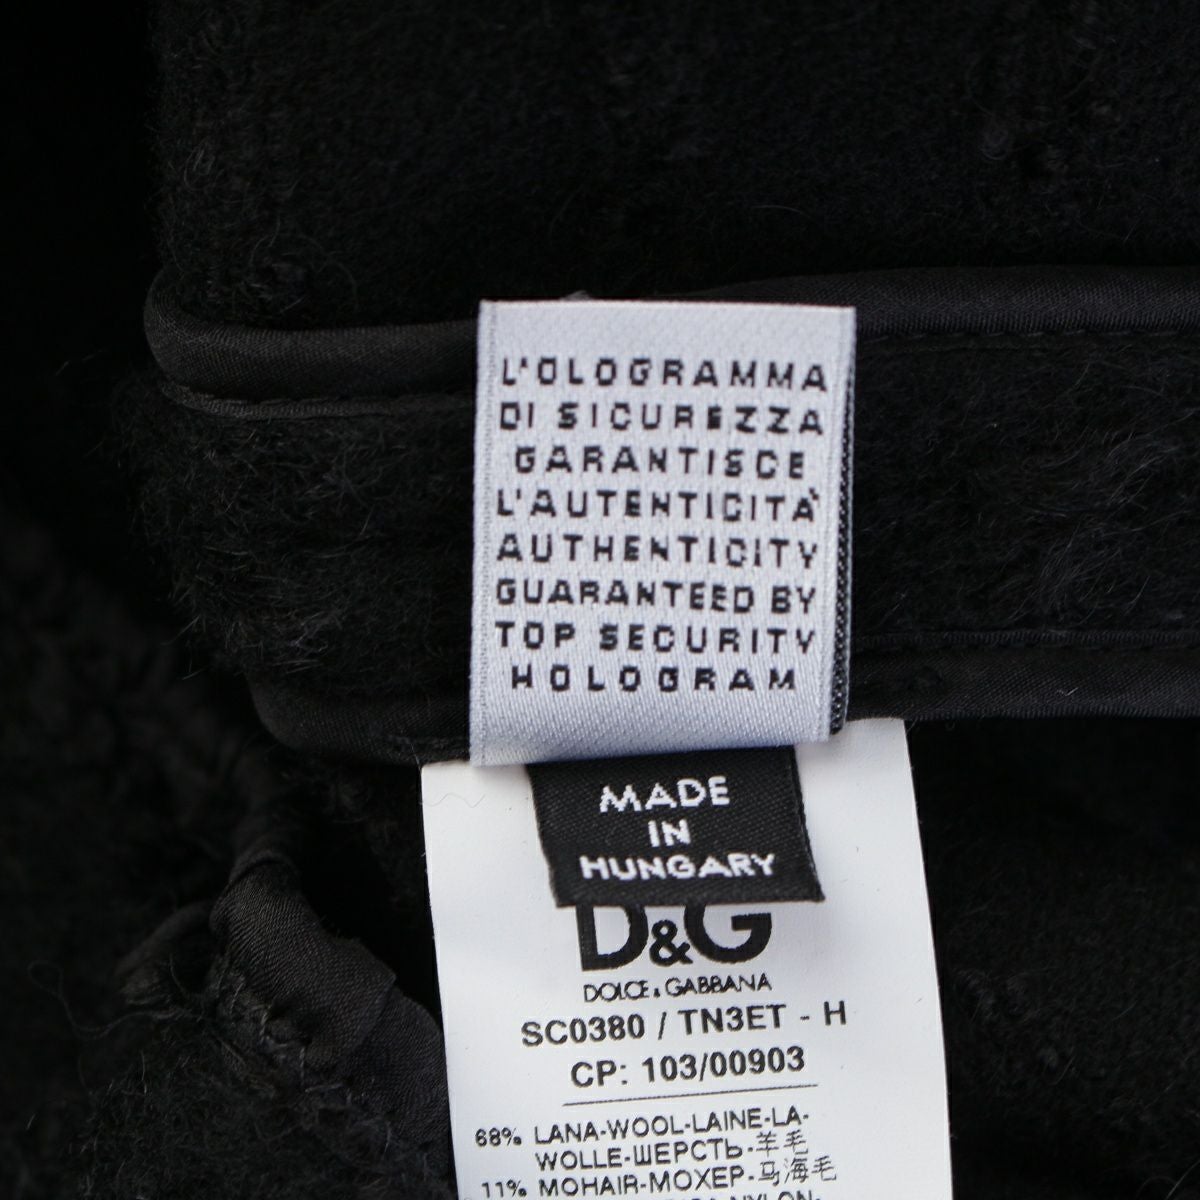 L'OLOGRAMMA
DI SICUREZZA
GARANTISCE
L'AUTENTICITÀ
AUTHENTICITY
GUARANTEED BY
TOP SECURITY
HOLOGRAM
MADE
IN
HUNGARY
D&G
DOLCE & GABBANA
SC0380 / TN3ET - H
CP: 103/00903
68% LANA-WOOL-LAINE-LA-
WOLLE-ШЕРСТЬ-羊毛
11% MOHAIR-МОХЕР-马海毛